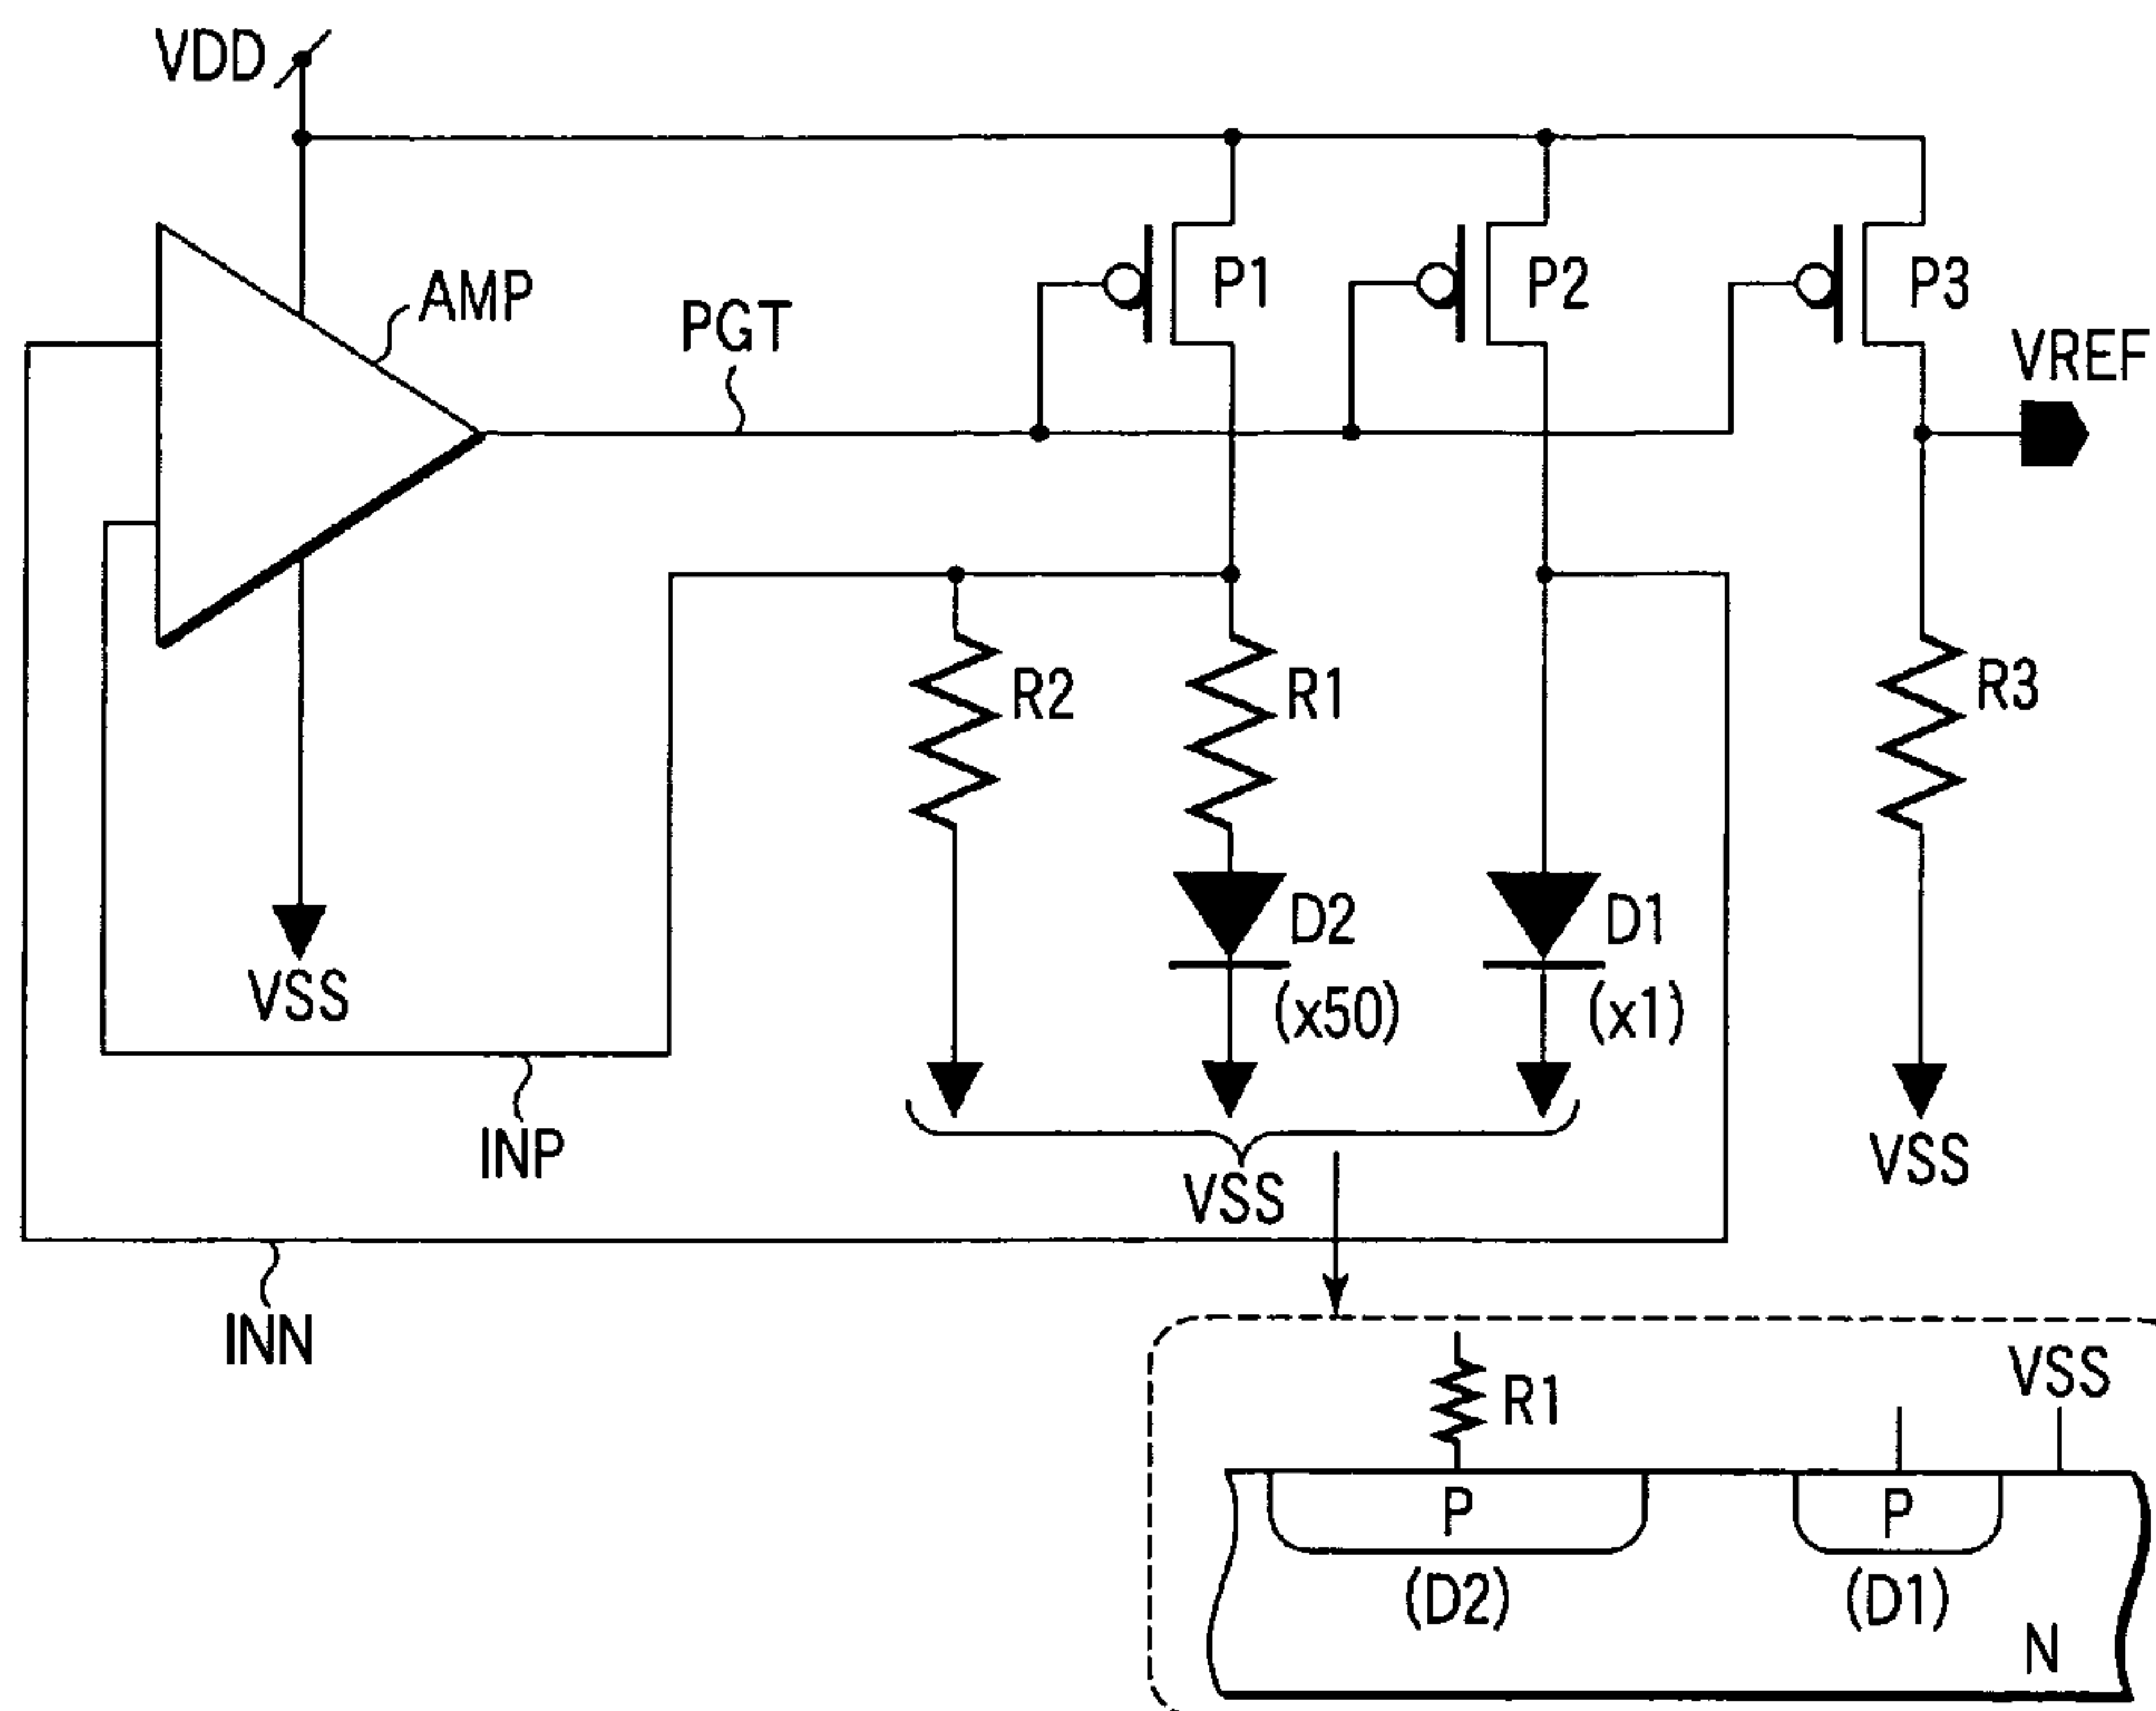 VDD
AMP
PGT
P1
P2
P3
VREF
R2
R1
R3
D2
(x50)
D1
(x1)
VSS
INP
VSS
VSS
INN
R1
VSS
P
P
(D2)
(D1)
N